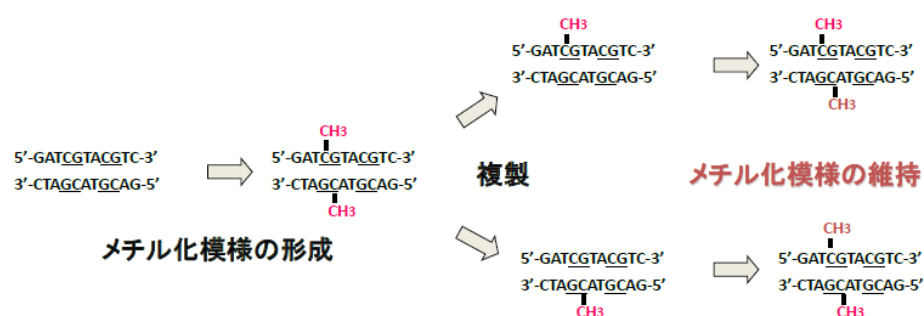 5'-GATCGTACGTC-3'
3'-CTAGCATGCAG-5'
メチル化模様の形成
CH3
5'-GATCGTACGTC-3'
3'-CTAGCATGCAG-5'
CH3
複製
CH3
5'-GATCGTACGTC-3'
3'-CTAGCATGCAG-5'
CH3
5'-GATCGTACGTC-3'
3'-CTAGCATGCAG-5'
CH3
メチル化模様の維持
5'-GATCGTACGTC-3'
3'-CTAGCATGCAG-5'
CH3
CH3
5'-GATCGTACGTC-3'
3'-CTAGCATGCAG-5'
CH3